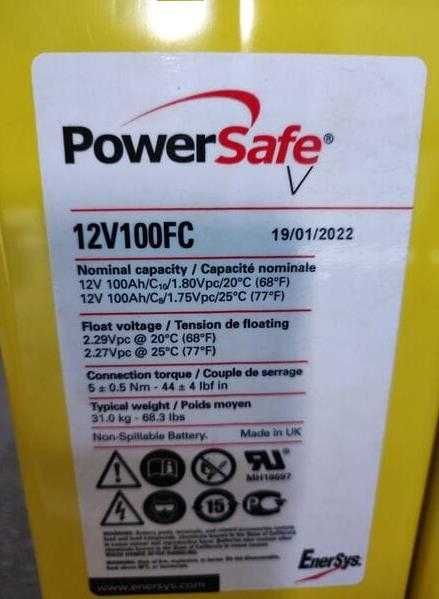 PowerSafe®
V
12V100FC 19/01/2022
Nominal capacity / Capacité nominale
12V 100Ah/C10/1.80Vpc/20°C (68°F)
12V 100Ah/C8/1.75Vpc/25°C (77°F)
Float voltage / Tension de floating
2.29Vpc @ 20°C (68°F)
2.27Vpc @ 25°C (77°F)
Connection torque / Couple de serrage
5 ± 0.5 Nm - 44 ± 4 lbf in
Typical weight / Poids moyen
31.0 kg - 68.3 lbs
Non-Spillable Battery. Made in UK
MH18697
15
EnerSys.
www.enersys.com